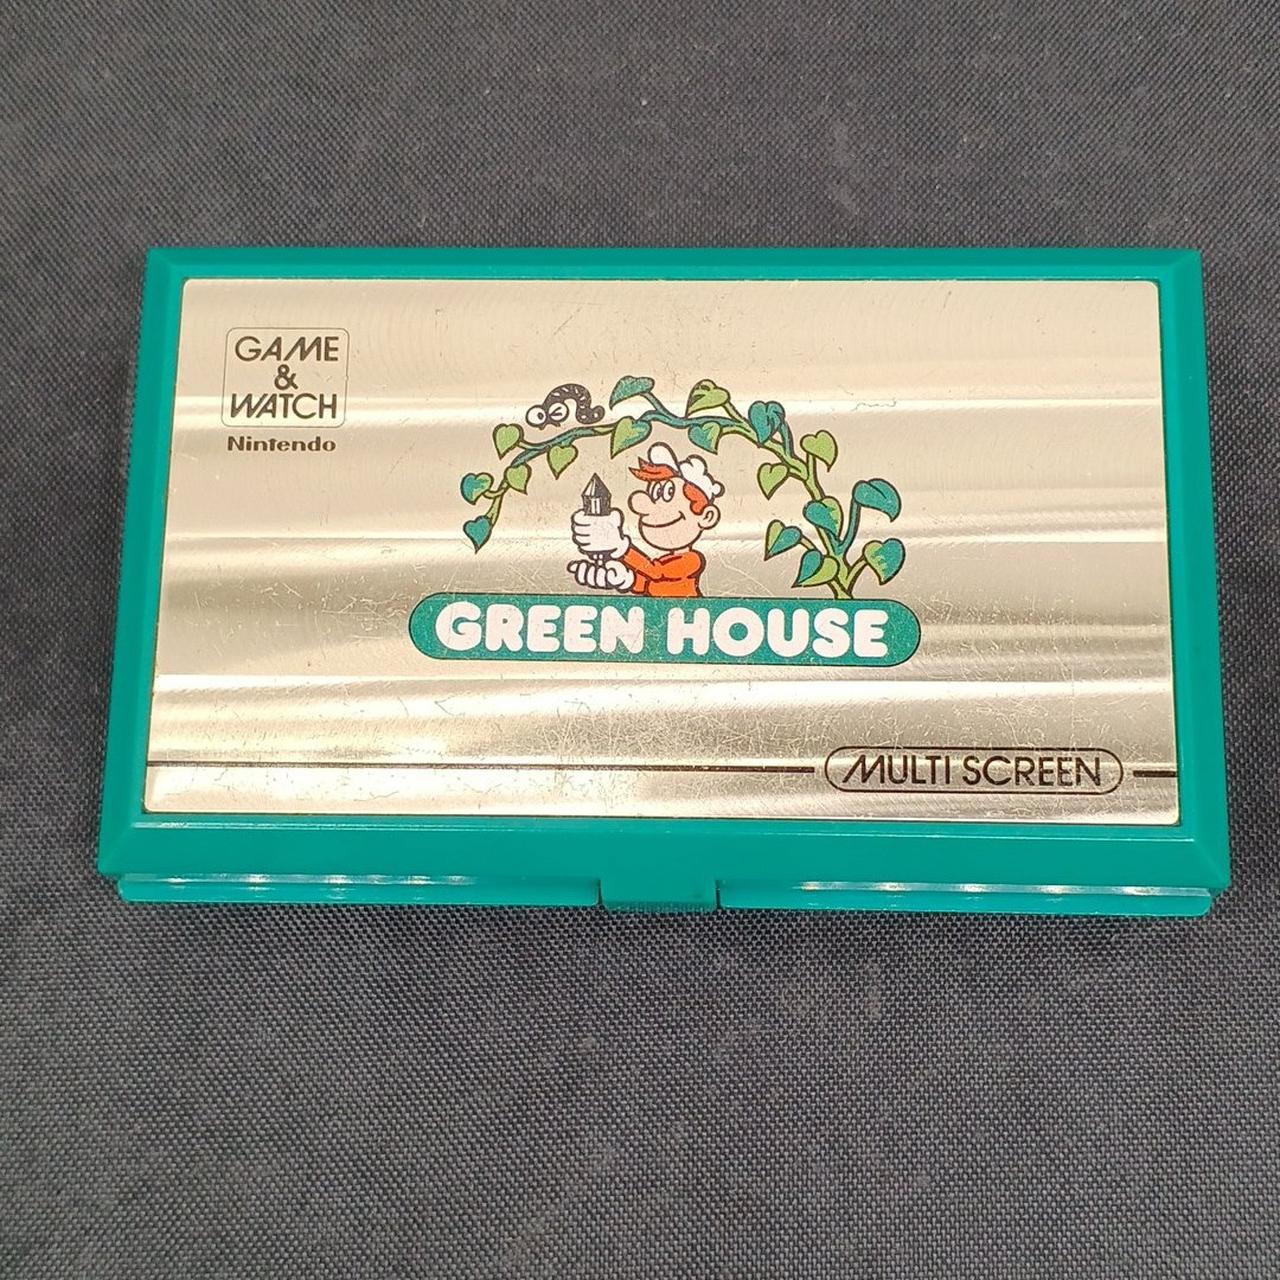 GAME
&
WATCH
Nintendo
GREEN HOUSE
MULTI SCREEN